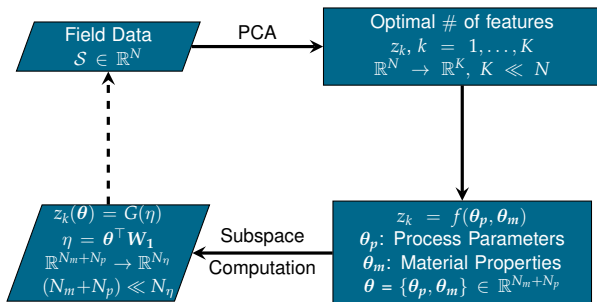 Field Data
𝒮 ∈ ℝ^N
PCA
Optimal # of features
z_k, k = 1, . . . , K
ℝ^N → ℝ^K, K ≪ N
z_k = f(θ_p, θ_m)
θ_p: Process Parameters
θ_m: Material Properties
θ = {θ_p, θ_m} ∈ ℝ^{N_m+N_p}
Subspace
Computation
z_k(θ) = G(η)
η = θ^⊤ W_1
ℝ^{N_m+N_p} → ℝ^{N_η}
(N_m+N_p) ≪ N_η